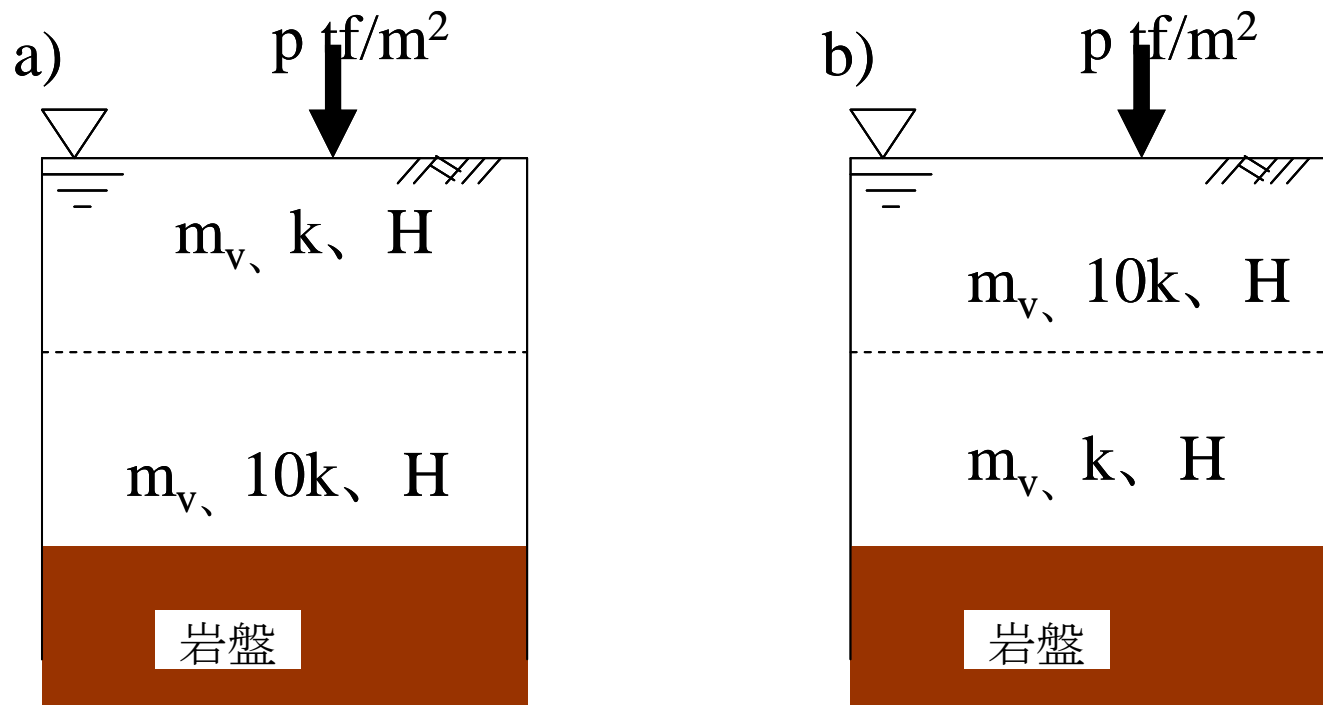 a)
p tf/m²
mᵥ、k、H
mᵥ、10k、H
岩盤
b)
p tf/m²
mᵥ、10k、H
mᵥ、k、H
岩盤